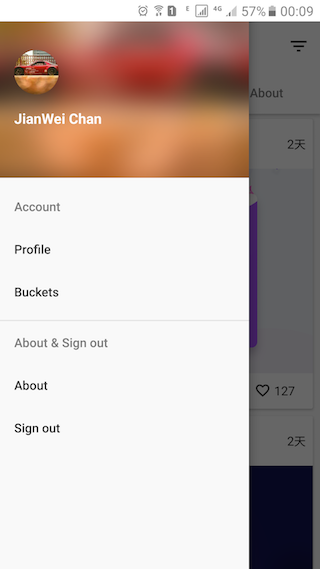 1 E 4G 57% 00:09
About
JianWei Chan
2天
Account
Profile
Buckets
About & Sign out
About
127
Sign out
2天